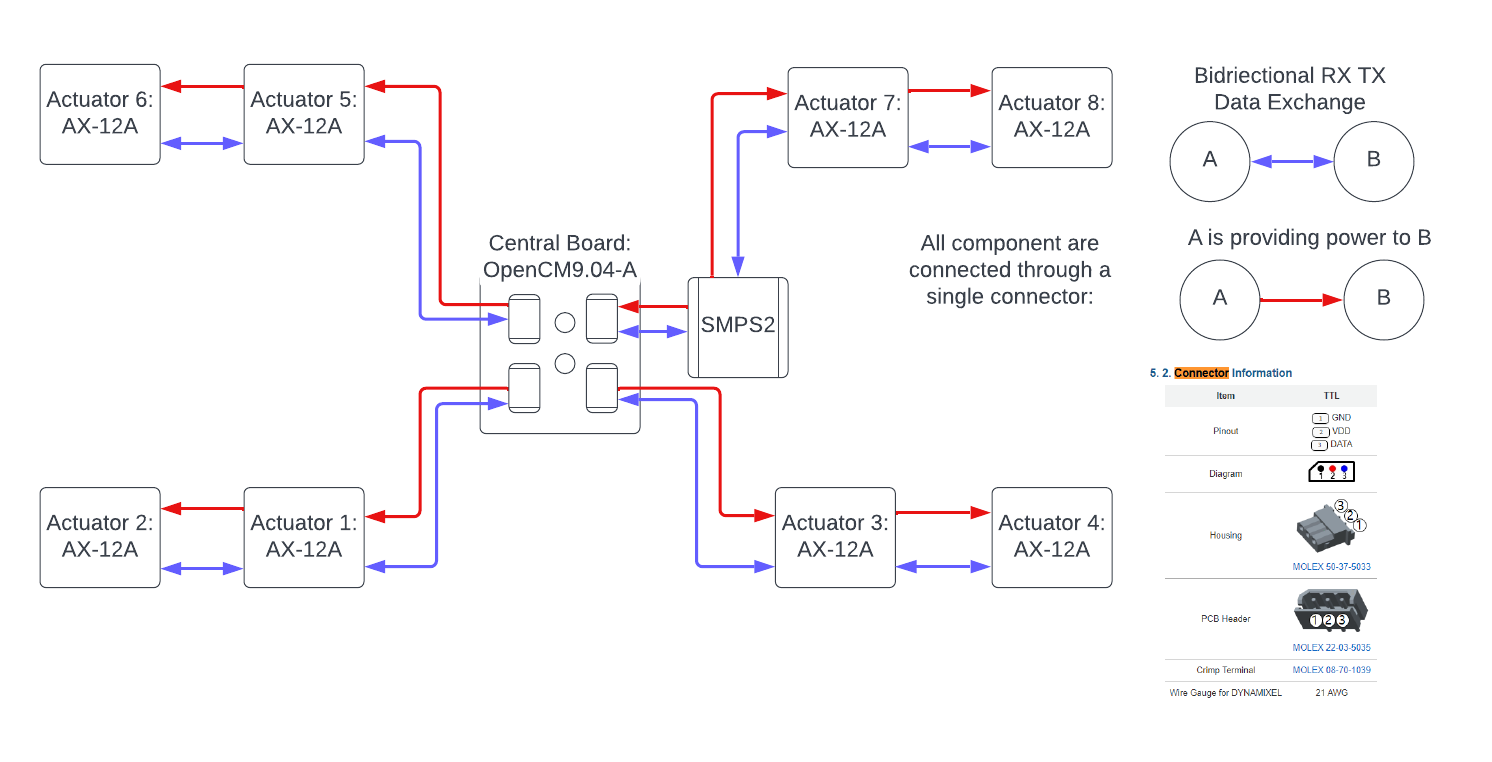 Actuator 6:
AX-12A
Actuator 5:
AX-12A
Actuator 7:
AX-12A
Actuator 8:
AX-12A
Bidriectional RX TX
Data Exchange
A
B
Central Board:
OpenCM9.04-A
SMPS2
All component are
connected through a
single connector:
A is providing power to B
A
B
Actuator 2:
AX-12A
Actuator 1:
AX-12A
Actuator 3:
AX-12A
Actuator 4:
AX-12A
5. 2. Connector Information
Item TTL
Pinout
1 GND
2 VDD
3 DATA
Diagram
1 2 3
Housing
3
2
1
MOLEX 50-37-5033
PCB Header
1 2 3
MOLEX 22-03-5035
Crimp Terminal MOLEX 08-70-1039
Wire Gauge for DYNAMIXEL 21 AWG